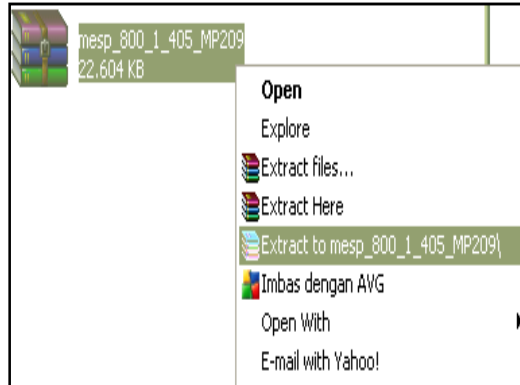 mesp_800_1_405_MP209
22.604 KB
Open
Explore
Extract files...
Extract Here
Extract to mesp_800_1_405_MP209\
Imbas dengan AVG
Open With
E-mail with Yahoo!